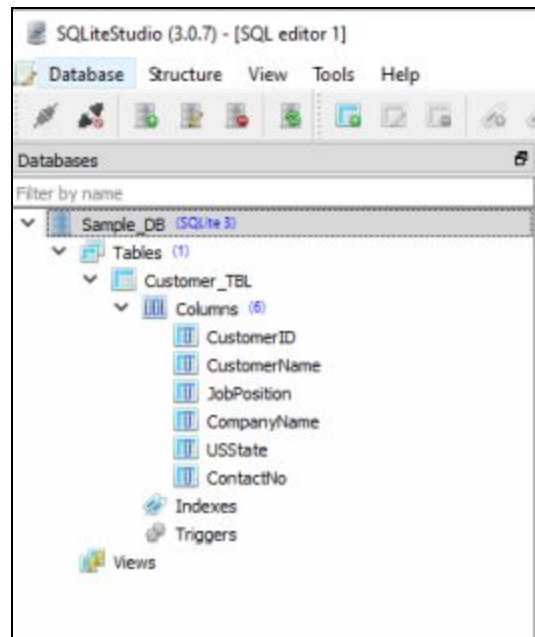 SQLiteStudio (3.0.7) - [SQL editor 1]
Database Structure View Tools Help
Databases
Filter by name
Sample_DB (SQLite 3)
Tables (1)
Customer_TBL
Columns (6)
CustomerID
CustomerName
JobPosition
CompanyName
USState
ContactNo
Indexes
Triggers
Views